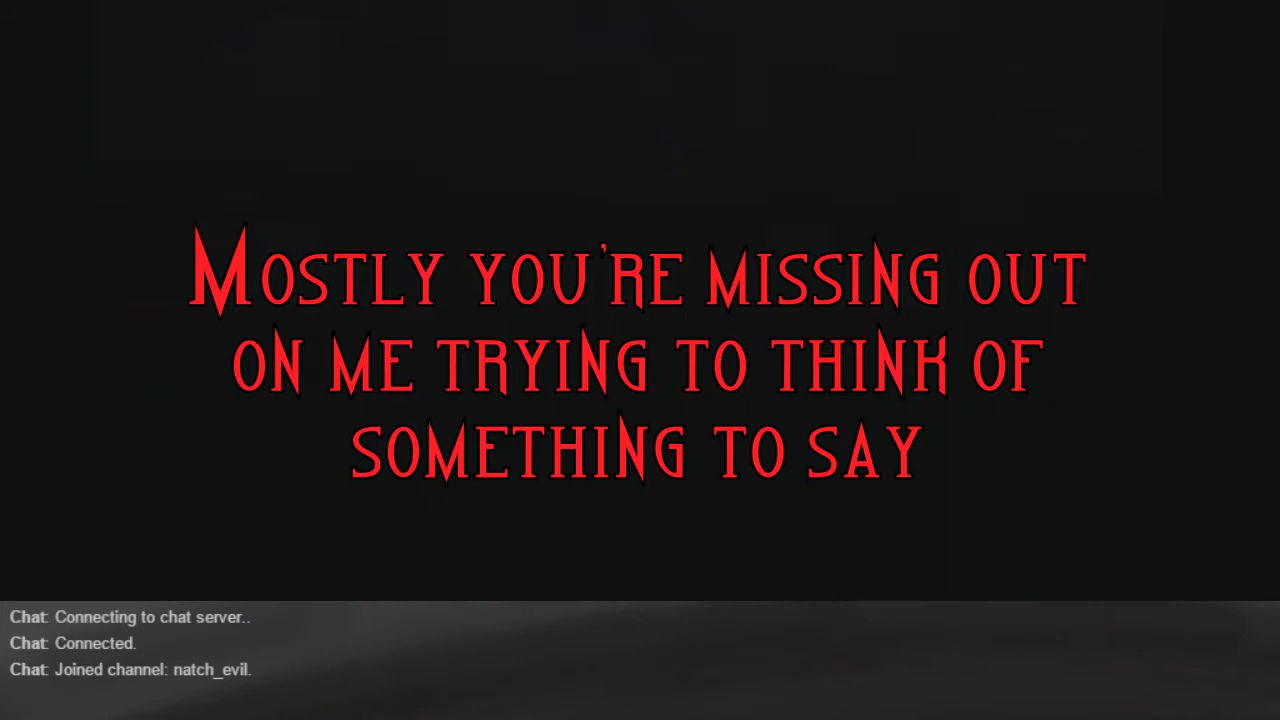 Mostly you're missing out
on me trying to think of
something to say
Chat: Connecting to chat server..
Chat: Connected.
Chat: Joined channel: natch_evil.